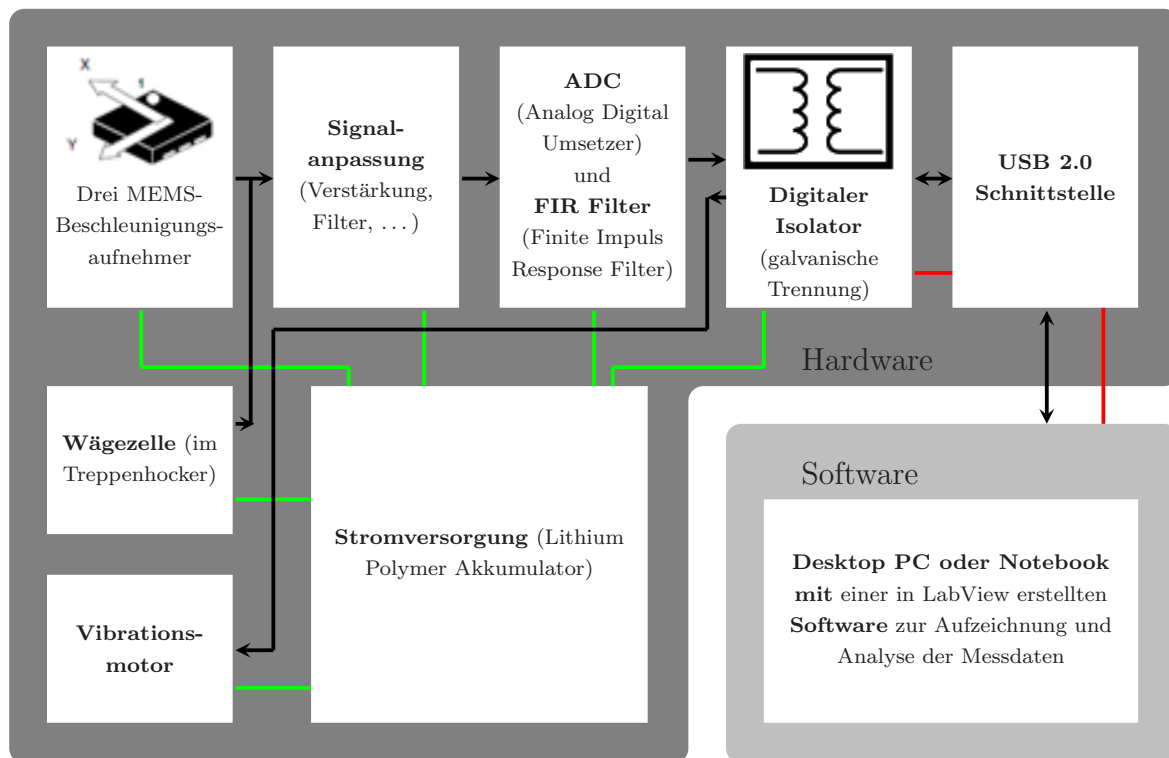 X
1
Y
Drei MEMS-
Beschleunigungs-
aufnehmer
Signal-
anpassung
(Verstärkung,
Filter, . . . )
ADC
(Analog Digital
Umsetzer)
und
FIR Filter
(Finite Impuls
Response Filter)
Digitaler
Isolator
(galvanische
Trennung)
USB 2.0
Schnittstelle
Hardware
Wägezelle (im
Treppenhocker)
Stromversorgung (Lithium
Polymer Akkumulator)
Vibrations-
motor
Software
Desktop PC oder Notebook
mit einer in LabView erstellten
Software zur Aufzeichnung und
Analyse der Messdaten